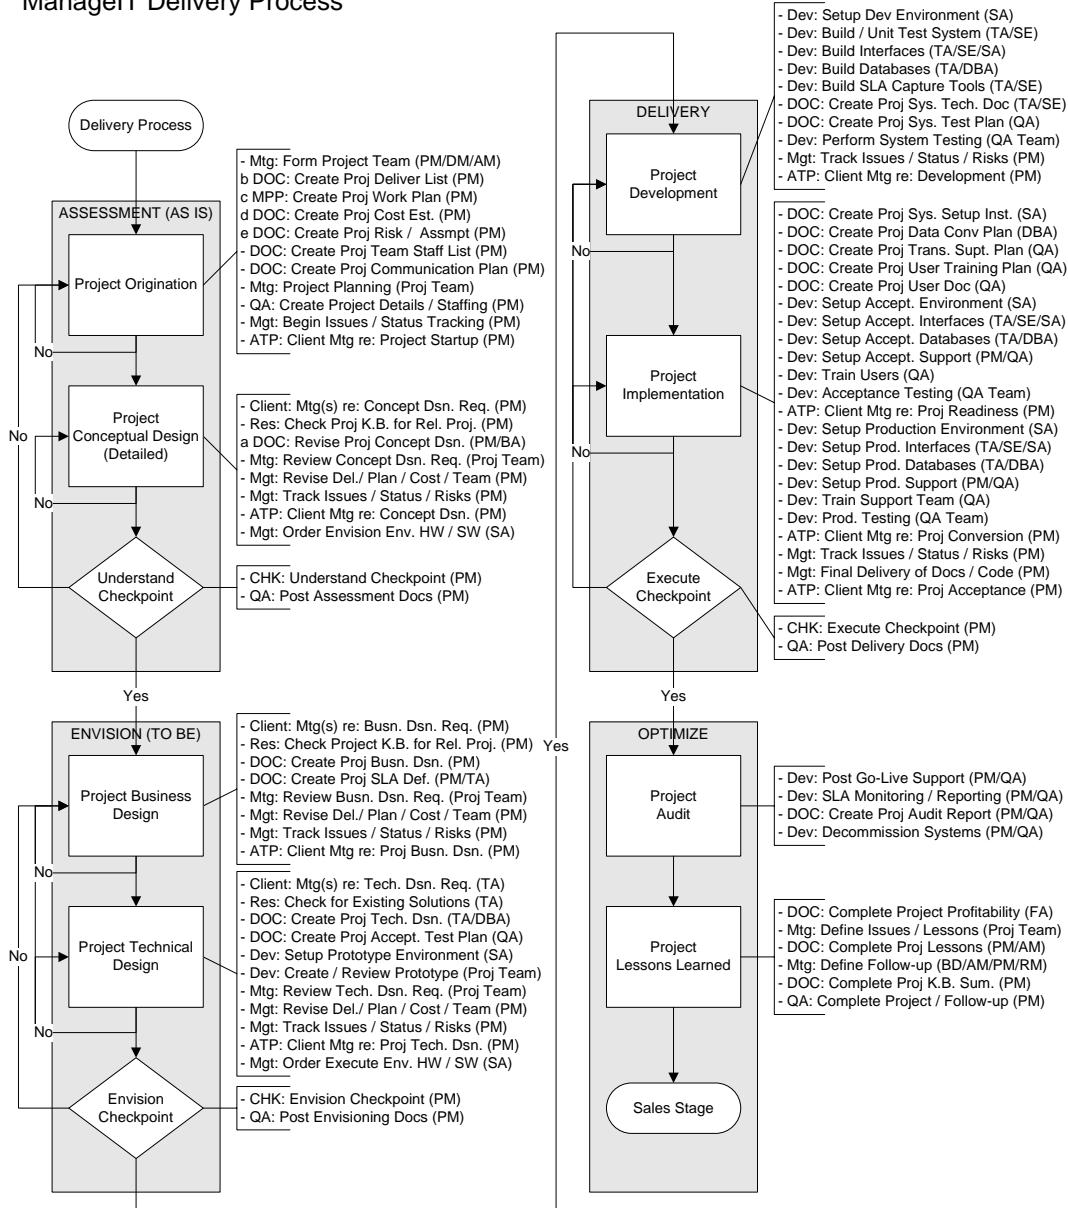 ManageIT Delivery Process
Delivery Process
ASSESSMENT (AS IS)
Project Origination
- Mtg: Form Project Team (PM/DM/AM)
b DOC: Create Proj Deliver List (PM)
c MPP: Create Proj Work Plan (PM)
d DOC: Create Proj Cost Est. (PM)
e DOC: Create Proj Risk / Assmpt (PM)
- DOC: Create Proj Team Staff List (PM)
- DOC: Create Proj Communication Plan (PM)
- Mtg: Project Planning (Proj Team)
- QA: Create Project Details / Staffing (PM)
- Mgt: Begin Issues / Status Tracking (PM)
- ATP: Client Mtg re: Project Startup (PM)
No
Project
Conceptual Design
(Detailed)
- Client: Mtg(s) re: Concept Dsn. Req. (PM)
- Res: Check Proj K.B. for Rel. Proj. (PM)
a DOC: Revise Proj Concept Dsn. (PM/BA)
- Mtg: Review Concept Dsn. Req. (Proj Team)
- Mgt: Revise Del./ Plan / Cost / Team (PM)
- Mgt: Track Issues / Status / Risks (PM)
- ATP: Client Mtg re: Concept Dsn. (PM)
- Mgt: Order Envision Env. HW / SW (SA)
No
No
Understand
Checkpoint
- CHK: Understand Checkpoint (PM)
- QA: Post Assessment Docs (PM)
Yes
ENVISION (TO BE)
Project Business
Design
- Client: Mtg(s) re: Busn. Dsn. Req. (PM)
- Res: Check Project K.B. for Rel. Proj. (PM)
- DOC: Create Proj Busn. Dsn. (PM)
- DOC: Create Proj SLA Def. (PM/TA)
- Mtg: Review Busn. Dsn. Req. (Proj Team)
- Mgt: Revise Del./ Plan / Cost / Team (PM)
- Mgt: Track Issues / Status / Risks (PM)
- ATP: Client Mtg re: Proj Busn. Dsn. (PM)
No
Project Technical
Design
- Client: Mtg(s) re: Tech. Dsn. Req. (TA)
- Res: Check for Existing Solutions (TA)
- DOC: Create Proj Tech. Dsn. (TA/DBA)
- DOC: Create Proj Accept. Test Plan (QA)
- Dev: Setup Prototype Environment (SA)
- Dev: Create / Review Prototype (Proj Team)
- Mtg: Review Tech. Dsn. Req. (Proj Team)
- Mgt: Revise Del./ Plan / Cost / Team (PM)
- Mgt: Track Issues / Status / Risks (PM)
- ATP: Client Mtg re: Proj Tech. Dsn. (PM)
- Mgt: Order Execute Env. HW / SW (SA)
No
No
Envision
Checkpoint
- CHK: Envision Checkpoint (PM)
- QA: Post Envisioning Docs (PM)
Yes
DELIVERY
Project
Development
- Dev: Setup Dev Environment (SA)
- Dev: Build / Unit Test System (TA/SE)
- Dev: Build Interfaces (TA/SE/SA)
- Dev: Build Databases (TA/DBA)
- Dev: Build SLA Capture Tools (TA/SE)
- DOC: Create Proj Sys. Tech. Doc (TA/SE)
- DOC: Create Proj Sys. Test Plan (QA)
- Dev: Perform System Testing (QA Team)
- Mgt: Track Issues / Status / Risks (PM)
- ATP: Client Mtg re: Development (PM)
No
Project
Implementation
- DOC: Create Proj Sys. Setup Inst. (SA)
- DOC: Create Proj Data Conv Plan (DBA)
- DOC: Create Proj Trans. Supt. Plan (QA)
- DOC: Create Proj User Training Plan (QA)
- DOC: Create Proj User Doc (QA)
- Dev: Setup Accept. Environment (SA)
- Dev: Setup Accept. Interfaces (TA/SE/SA)
- Dev: Setup Accept. Databases (TA/DBA)
- Dev: Setup Accept. Support (PM/QA)
- Dev: Train Users (QA)
- Dev: Acceptance Testing (QA Team)
- ATP: Client Mtg re: Proj Readiness (PM)
- Dev: Setup Production Environment (SA)
- Dev: Setup Prod. Interfaces (TA/SE/SA)
- Dev: Setup Prod. Databases (TA/DBA)
- Dev: Setup Prod. Support (PM/QA)
- Dev: Train Support Team (QA)
- Dev: Prod. Testing (QA Team)
- ATP: Client Mtg re: Proj Conversion (PM)
- Mgt: Track Issues / Status / Risks (PM)
- Mgt: Final Delivery of Docs / Code (PM)
- ATP: Client Mtg re: Proj Acceptance (PM)
No
Execute
Checkpoint
- CHK: Execute Checkpoint (PM)
- QA: Post Delivery Docs (PM)
Yes
OPTIMIZE
Project
Audit
- Dev: Post Go-Live Support (PM/QA)
- Dev: SLA Monitoring / Reporting (PM/QA)
- DOC: Create Proj Audit Report (PM/QA)
- Dev: Decommission Systems (PM/QA)
Project
Lessons Learned
- DOC: Complete Project Profitability (FA)
- Mtg: Define Issues / Lessons (Proj Team)
- DOC: Complete Proj Lessons (PM/AM)
- Mtg: Define Follow-up (BD/AM/PM/RM)
- DOC: Complete Proj K.B. Sum. (PM)
- QA: Complete Project / Follow-up (PM)
Sales Stage